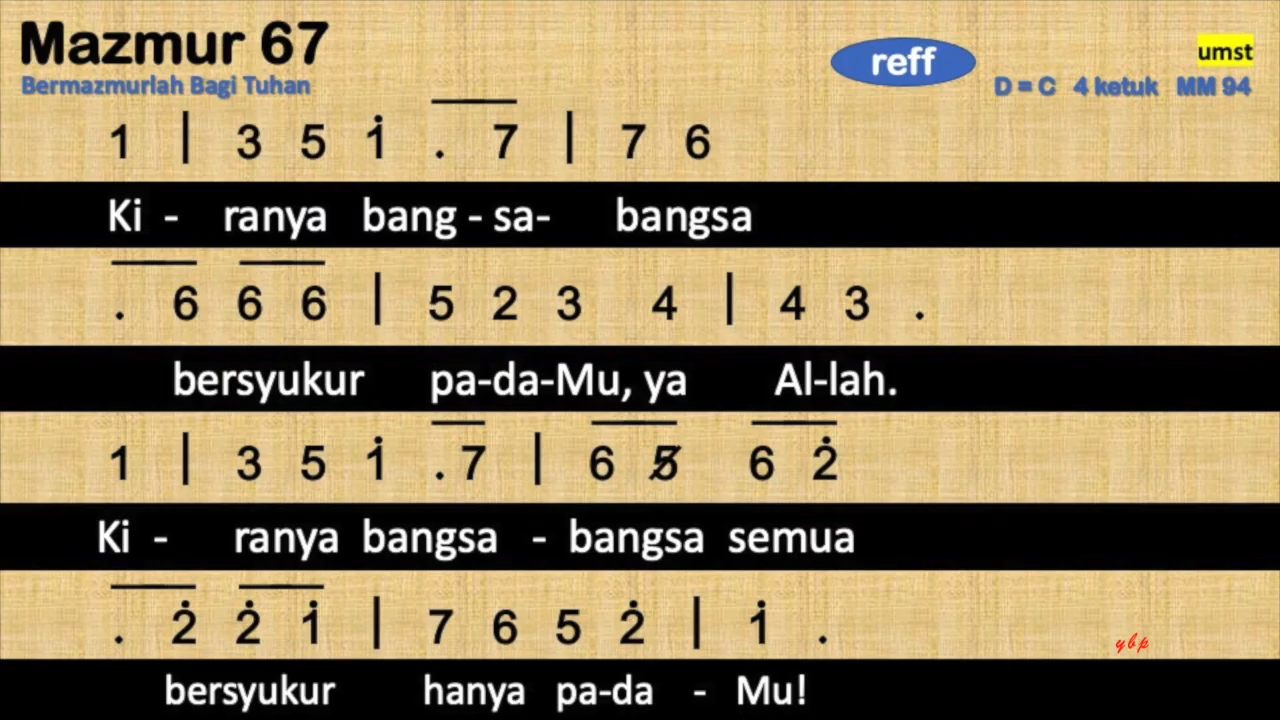 Mazmur 67
Bermazmurlah Bagi Tuhan
reff
umst
D = C 4 ketuk MM 94
1 | 3 5 1̇ . 7 | 7 6
Ki - ranya bang - sa- bangsa
. 6 6 6 | 5 2 3 4 | 4 3 .
bersyukur pa-da-Mu, ya Al-lah.
1 | 3 5 1̇ . 7 | 6 5̸ 6 2̇
Ki - ranya bangsa - bangsa semua
. 2̇ 2̇ 1̇ | 7 6 5 2̇ | 1̇ .
ybp
bersyukur hanya pa-da - Mu!